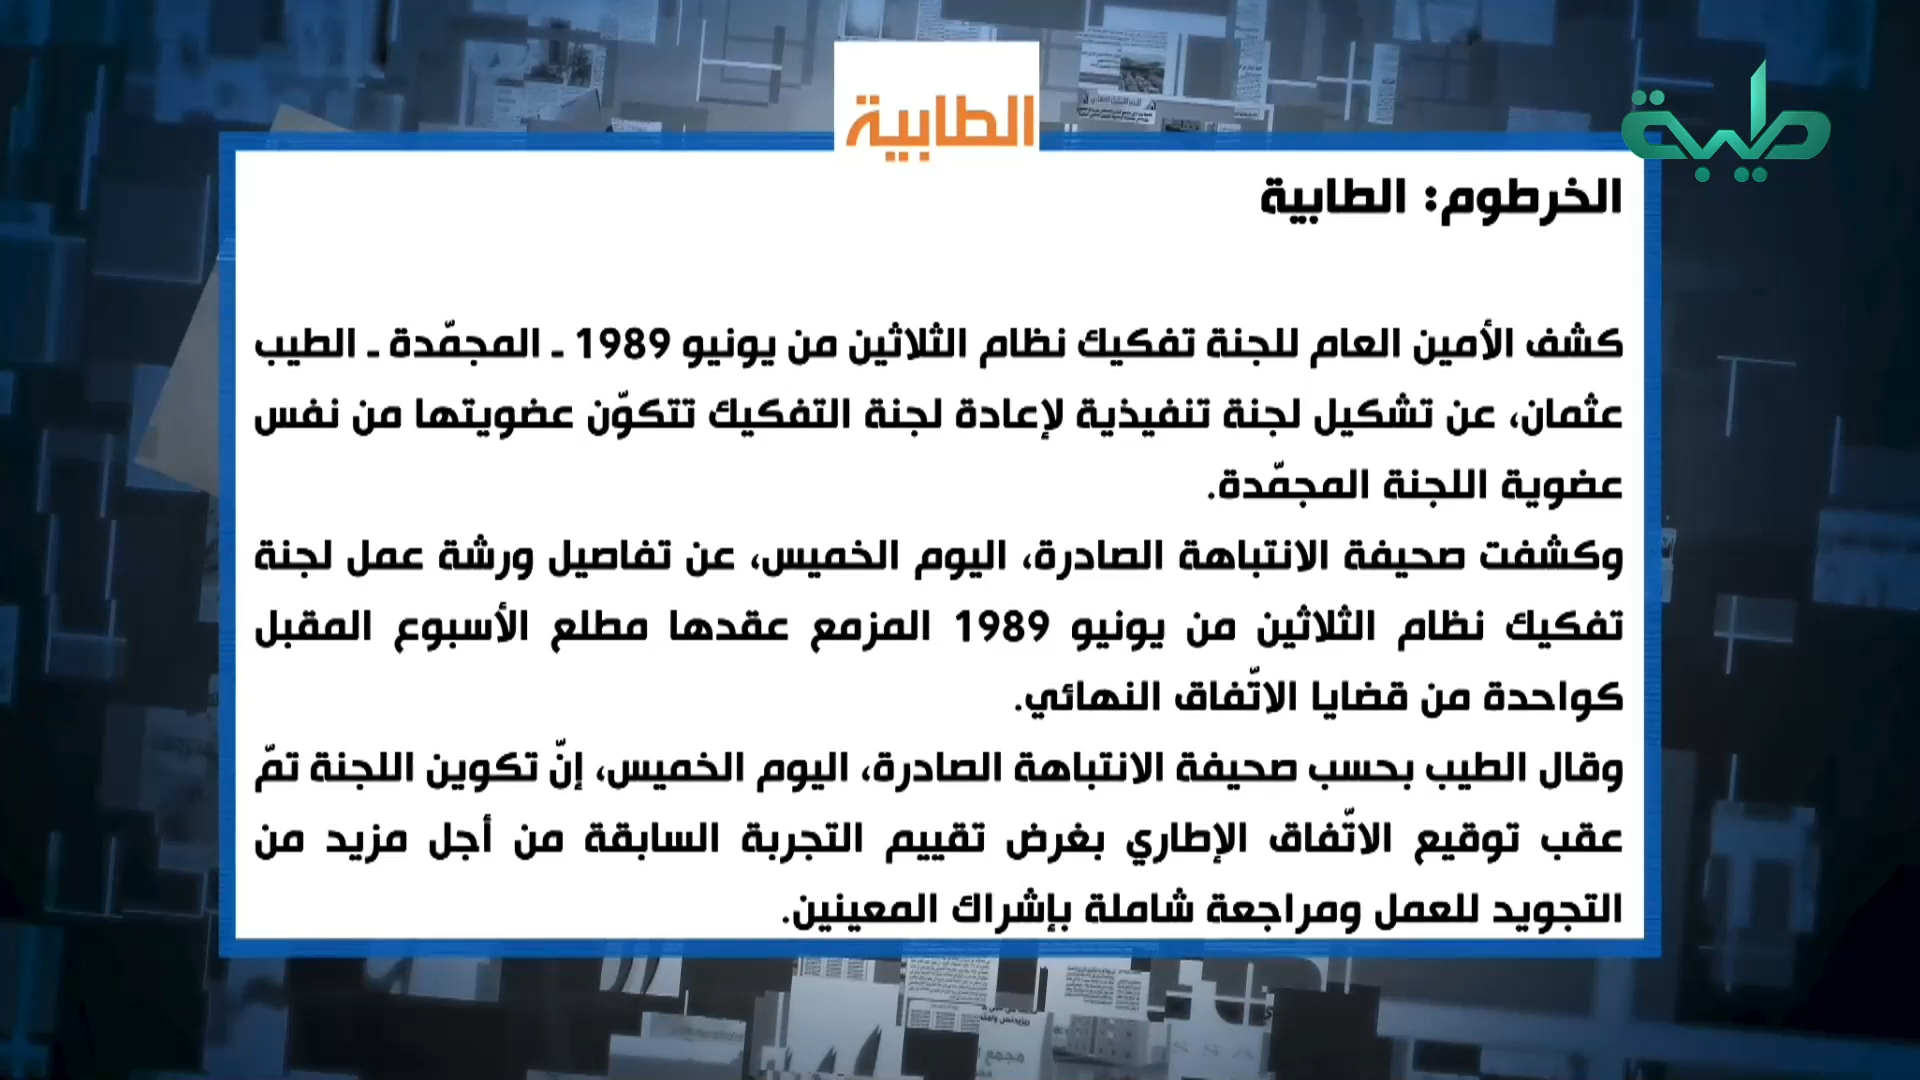 الطابية
طيبة
الخرطوم: الطابية
كشف الأمين العام للجنة تفكيك نظام الثلاثين من يونيو 1989 ـ المجمّدة ـ الطيب
عثمان، عن تشكيل لجنة تنفيذية لإعادة لجنة التفكيك تتكوّن عضويتها من نفس
عضوية اللجنة المجمّدة.
وكشفت صحيفة الانتباهة الصادرة، اليوم الخميس، عن تفاصيل ورشة عمل لجنة
تفكيك نظام الثلاثين من يونيو 1989 المزمع عقدها مطلع الأسبوع المقبل
كواحدة من قضايا الاتّفاق النهائي.
وقال الطيب بحسب صحيفة الانتباهة الصادرة، اليوم الخميس، إنّ تكوين اللجنة تمّ
عقب توقيع الاتّفاق الإطاري بغرض تقييم التجربة السابقة من أجل مزيد من
التجويد للعمل ومراجعة شاملة بإشراك المعينين.